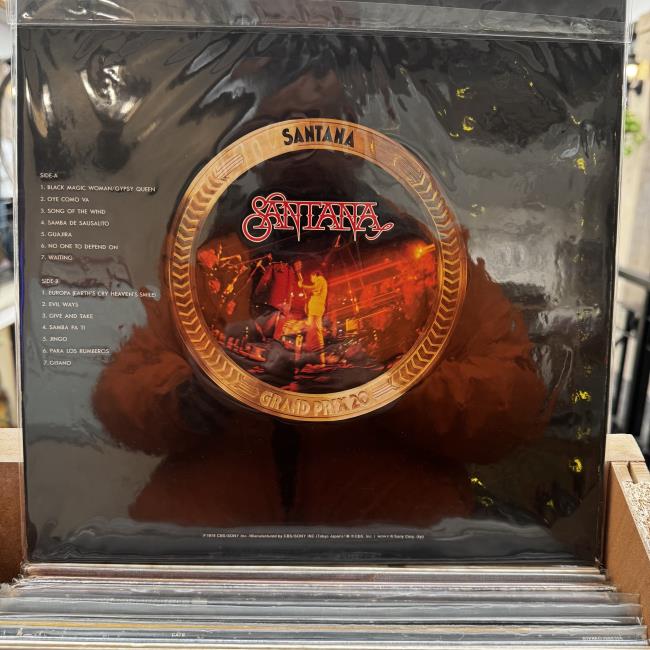 SANTANA
SANTANA
GRAND PRIX 20
SIDE-A
1. BLACK MAGIC WOMAN/GYPSY QUEEN
2. OYE COMO VA
3. SONG OF THE WIND
4. SAMBA DE SAUSALITO
5. GUAJIRA
6. NO ONE TO DEPEND ON
7. WAITING
SIDE-B
1. EUROPA (EARTH'S CRY HEAVEN'S SMILE)
2. EVIL WAYS
3. GIVE AND TAKE
4. SAMBA PA TI
5. JINGO
6. PARA LOS RUMBEROS
7. GITANO